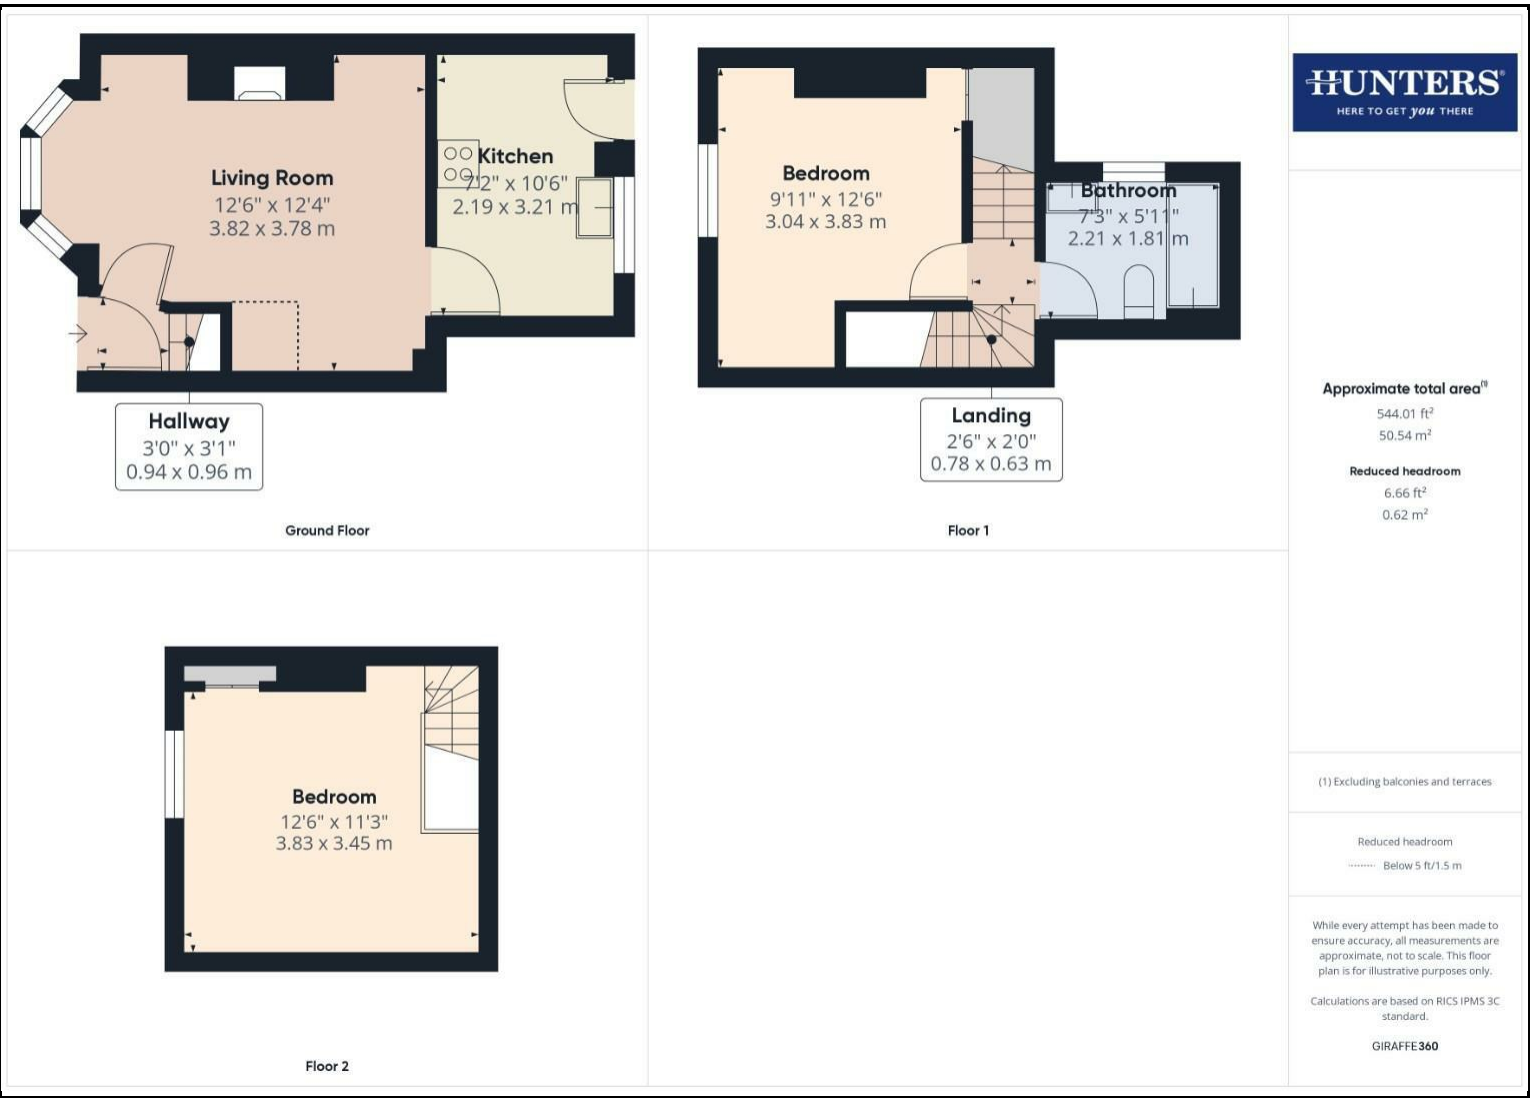 Living Room
12'6" x 12'4"
3.82 x 3.78 m
Kitchen
7'2" x 10'6"
2.19 x 3.21 m
Hallway
3'0" x 3'1"
0.94 x 0.96 m
Ground Floor
Bedroom
9'11" x 12'6"
3.04 x 3.83 m
Bathroom
7'3" x 5'11"
2.21 x 1.81 m
Landing
2'6" x 2'0"
0.78 x 0.63 m
Floor 1
Bedroom
12'6" x 11'3"
3.83 x 3.45 m
Floor 2
HUNTERS®
HERE TO GET you THERE
Approximate total area(1)
544.01 ft²
50.54 m²
Reduced headroom
6.66 ft²
0.62 m²
(1) Excluding balconies and terraces
Reduced headroom
Below 5 ft/1.5 m
While every attempt has been made to
ensure accuracy, all measurements are
approximate, not to scale. This floor
plan is for illustrative purposes only.
Calculations are based on RICS IPMS 3C
standard.
GIRAFFE360